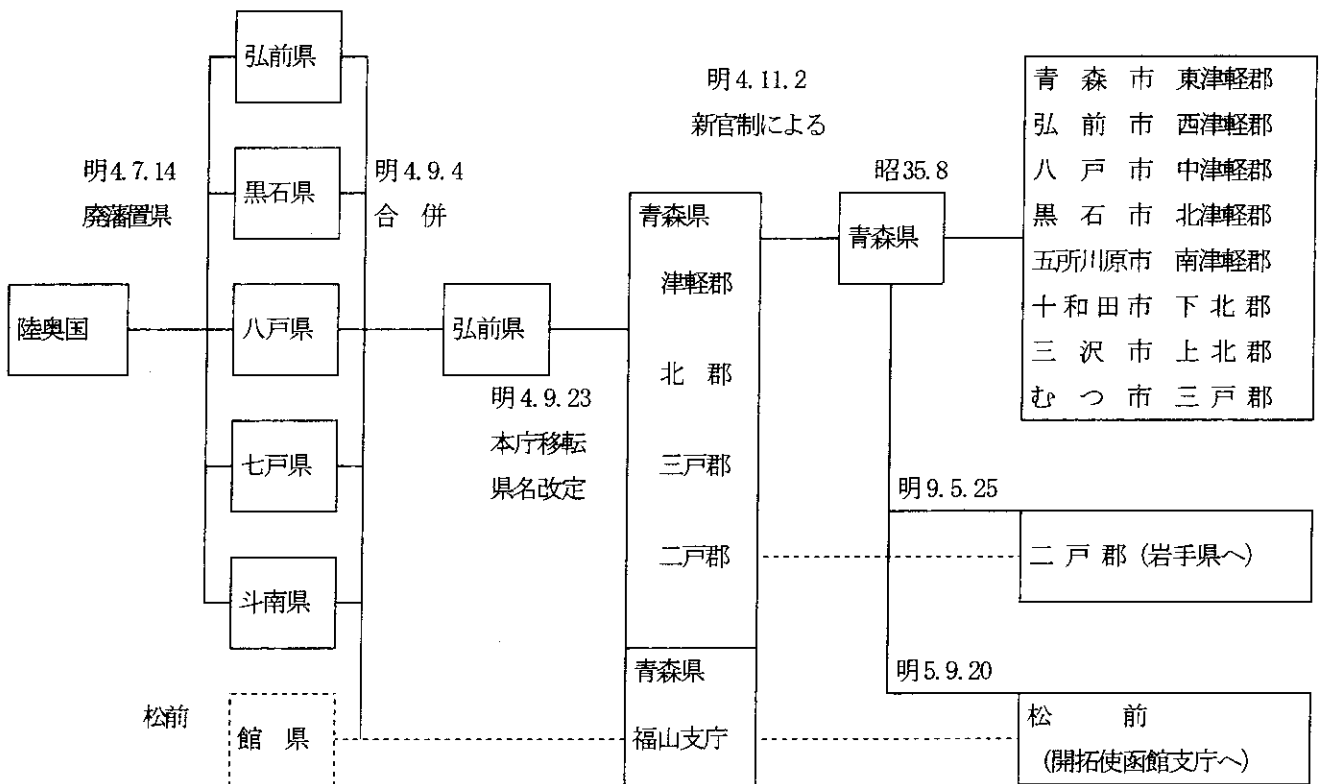 陸奥国
明4.7.14
廃藩置県
弘前県
黒石県
八戸県
七戸県
斗南県
松前
館 県
明4.9.4
合 併
弘前県
明4.9.23
本庁移転
県名改定
明4.11.2
新官制による
青森県
津軽郡
北 郡
三戸郡
二戸郡
青森県
福山支庁
昭35.8
青森県
青 森 市 東津軽郡
弘 前 市 西津軽郡
八 戸 市 中津軽郡
黒 石 市 北津軽郡
五所川原市 南津軽郡
十和田市 下 北 郡
三 沢 市 上 北 郡
む つ 市 三 戸 郡
明9.5.25
二 戸 郡 (岩手県へ)
明5.9.20
松 前
(開拓使函館支庁へ)